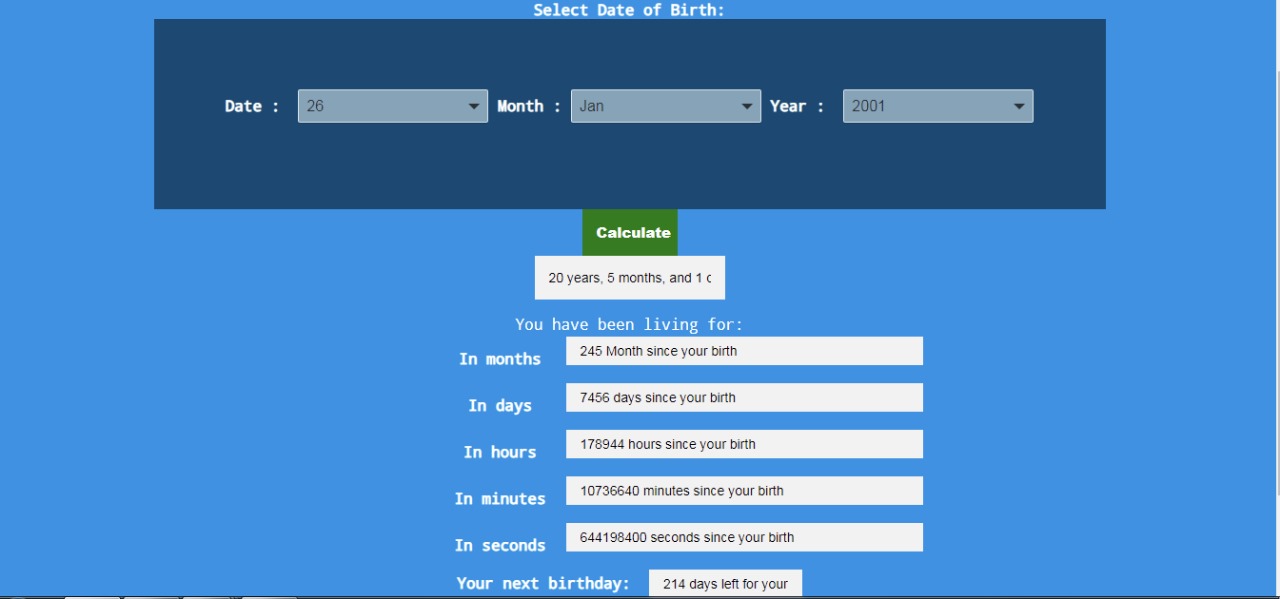 Select Date of Birth:
Date : 26 Month : Jan Year : 2001
Calculate
20 years, 5 months, and 1
You have been living for:
In months 245 Month since your birth
In days 7456 days since your birth
In hours 178944 hours since your birth
In minutes 10736640 minutes since your birth
In seconds 644198400 seconds since your birth
Your next birthday: 214 days left for your